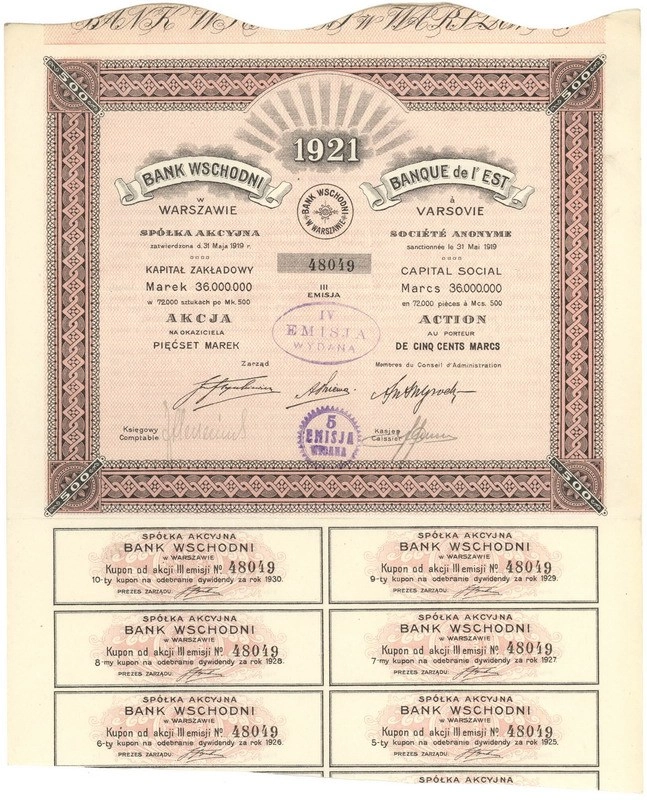 BANK W W WARSZ
500 500
1921
BANK WSCHODNI
w
WARSZAWIE
SPÓŁKA AKCYJNA
zatwierdzona d. 31 Maja 1919 r.
KAPITAŁ ZAKŁADOWY
Marek 36.000.000
w 72.000 sztukach po Mk. 500
AKCJA
NA OKAZICIELA
PIĘĆSET MAREK
Zarząd
BANK WSCHODNI
W WARSZAWIE
48049
III
EMISJA
IV
EMISJA
WYDANA
BANQUE de l'EST
à
VARSOVIE
SOCIÉTÉ ANONYME
sanctionnée le 31 Mai 1919
CAPITAL SOCIAL
Marcs 36.000.000
en 72.000 pièces à Mcs. 500
ACTION
AU PORTEUR
DE CINQ CENTS MARCS
Membres du Conseil d'Administration
Księgowy
Comptable
5
EMISJA
WYDANA
Kasjer
Caissier
500 500
SPÓŁKA AKCYJNA
BANK WSCHODNI
w WARSZAWIE
Kupon od akcji III emisji № 48049
10-ty kupon na odebranie dywidendy za rok 1930.
PREZES ZARZĄDU:
SPÓŁKA AKCYJNA
BANK WSCHODNI
w WARSZAWIE
Kupon od akcji III emisji № 48049
9-ty kupon na odebranie dywidendy za rok 1929.
PREZES ZARZĄDU:
SPÓŁKA AKCYJNA
BANK WSCHODNI
w WARSZAWIE
Kupon od akcji III emisji № 48049
8-my kupon na odebranie dywidendy za rok 1928.
PREZES ZARZĄDU:
SPÓŁKA AKCYJNA
BANK WSCHODNI
w WARSZAWIE
Kupon od akcji III emisji № 48049
7-my kupon na odebranie dywidendy za rok 1927
PREZES ZARZĄDU:
SPÓŁKA AKCYJNA
BANK WSCHODNI
w WARSZAWIE
Kupon od akcji III emisji № 48049
6-ty kupon na odebranie dywidendy za rok 1926.
PREZES ZARZĄDU:
SPÓŁKA AKCYJNA
BANK WSCHODNI
w WARSZAWIE
Kupon od akcji III emisji № 48049
5-ty kupon na odebranie dywidendy za rok 1925.
PREZES ZARZĄDU:
SPÓŁKA AKCYJNA